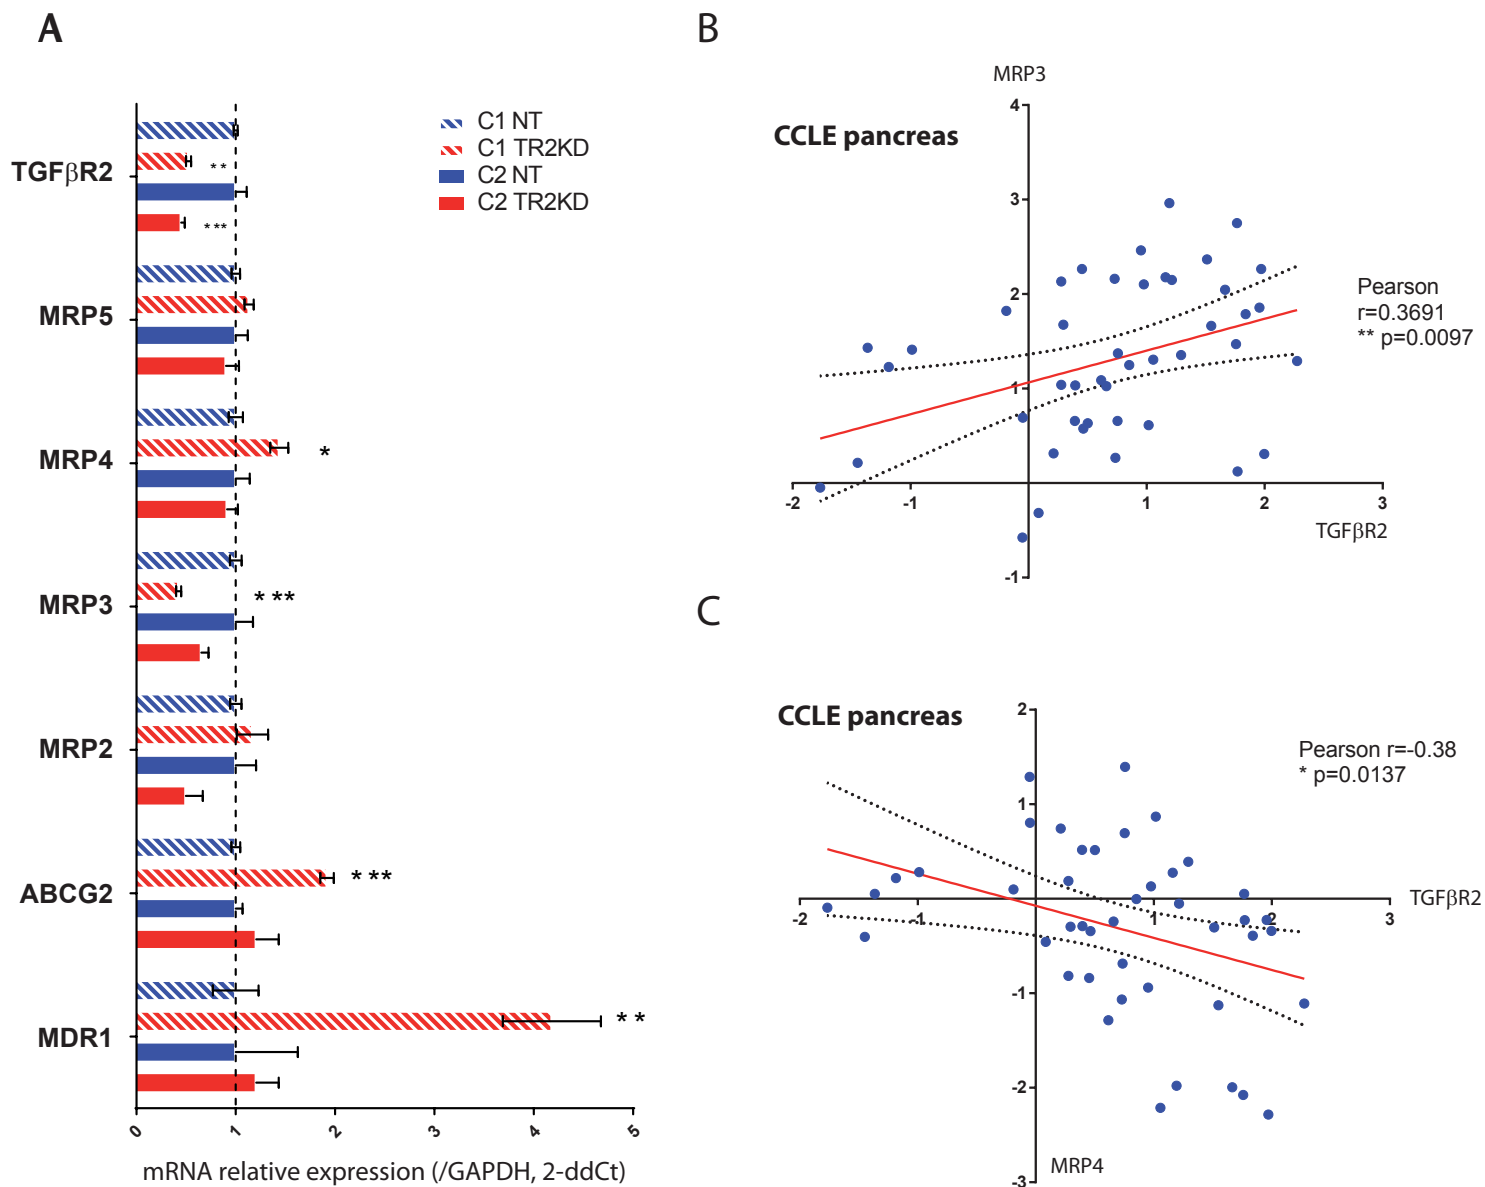 A
C1 NT
C1 TR2KD
C2 NT
C2 TR2KD
TGFβR2
* *
* **
MRP5
MRP4
*
MRP3
* **
MRP2
ABCG2
* **
MDR1
* *
0 1 2 3 4 5
mRNA relative expression (/GAPDH, 2-ddCt)
B
MRP3
CCLE pancreas
4
3
2
1
-1
-2 -1 1 2 3
TGFβR2
Pearson
r=0.3691
** p=0.0097
C
CCLE pancreas
2
1
-1
-2
-3
-2 -1 1 2 3
TGFβR2
MRP4
Pearson r=-0.38
* p=0.0137